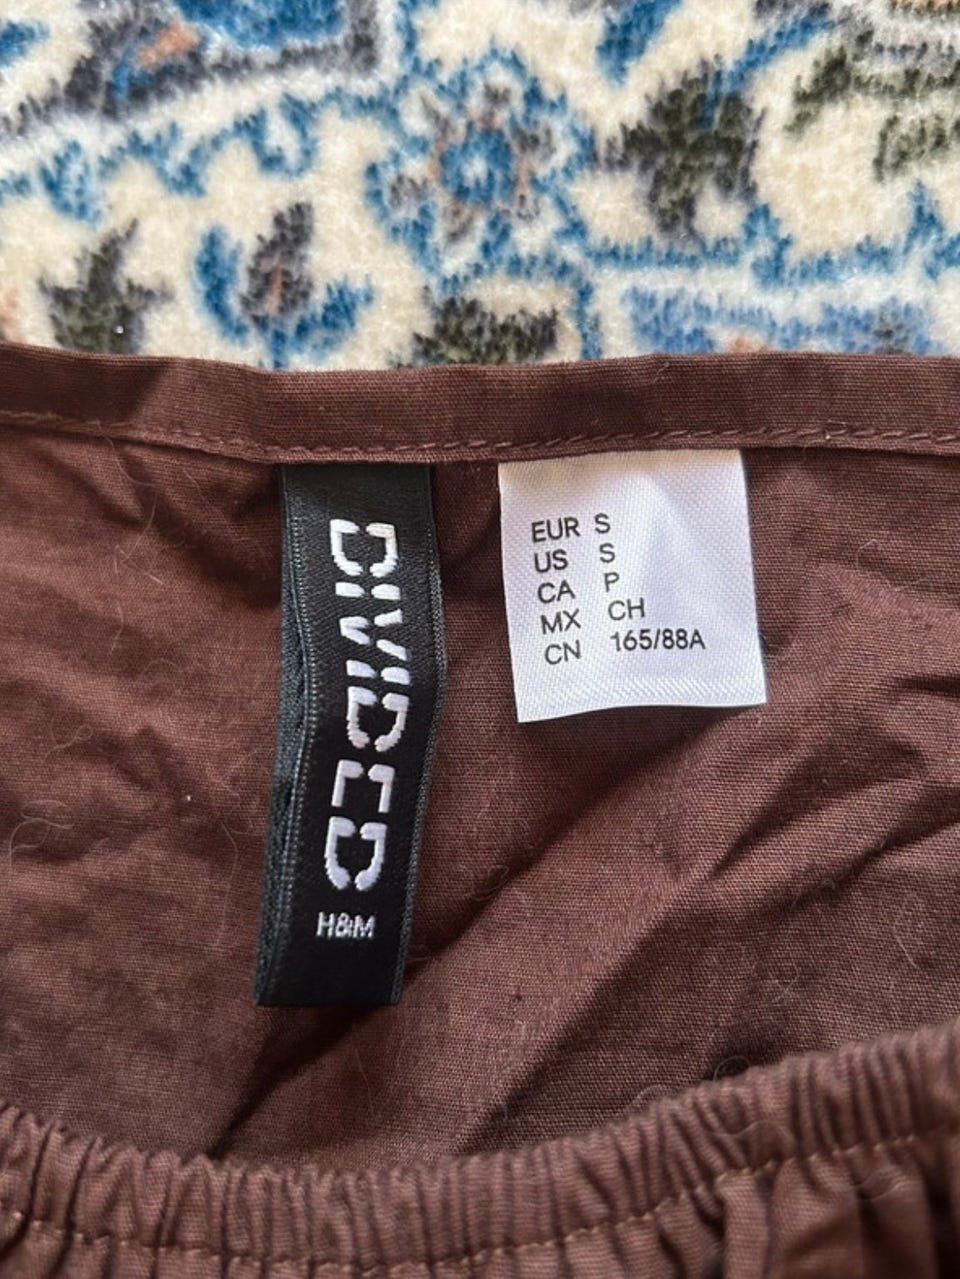 DIVIDED
H&M
EUR S
US S
CA P
MX CH
CN 165/88A